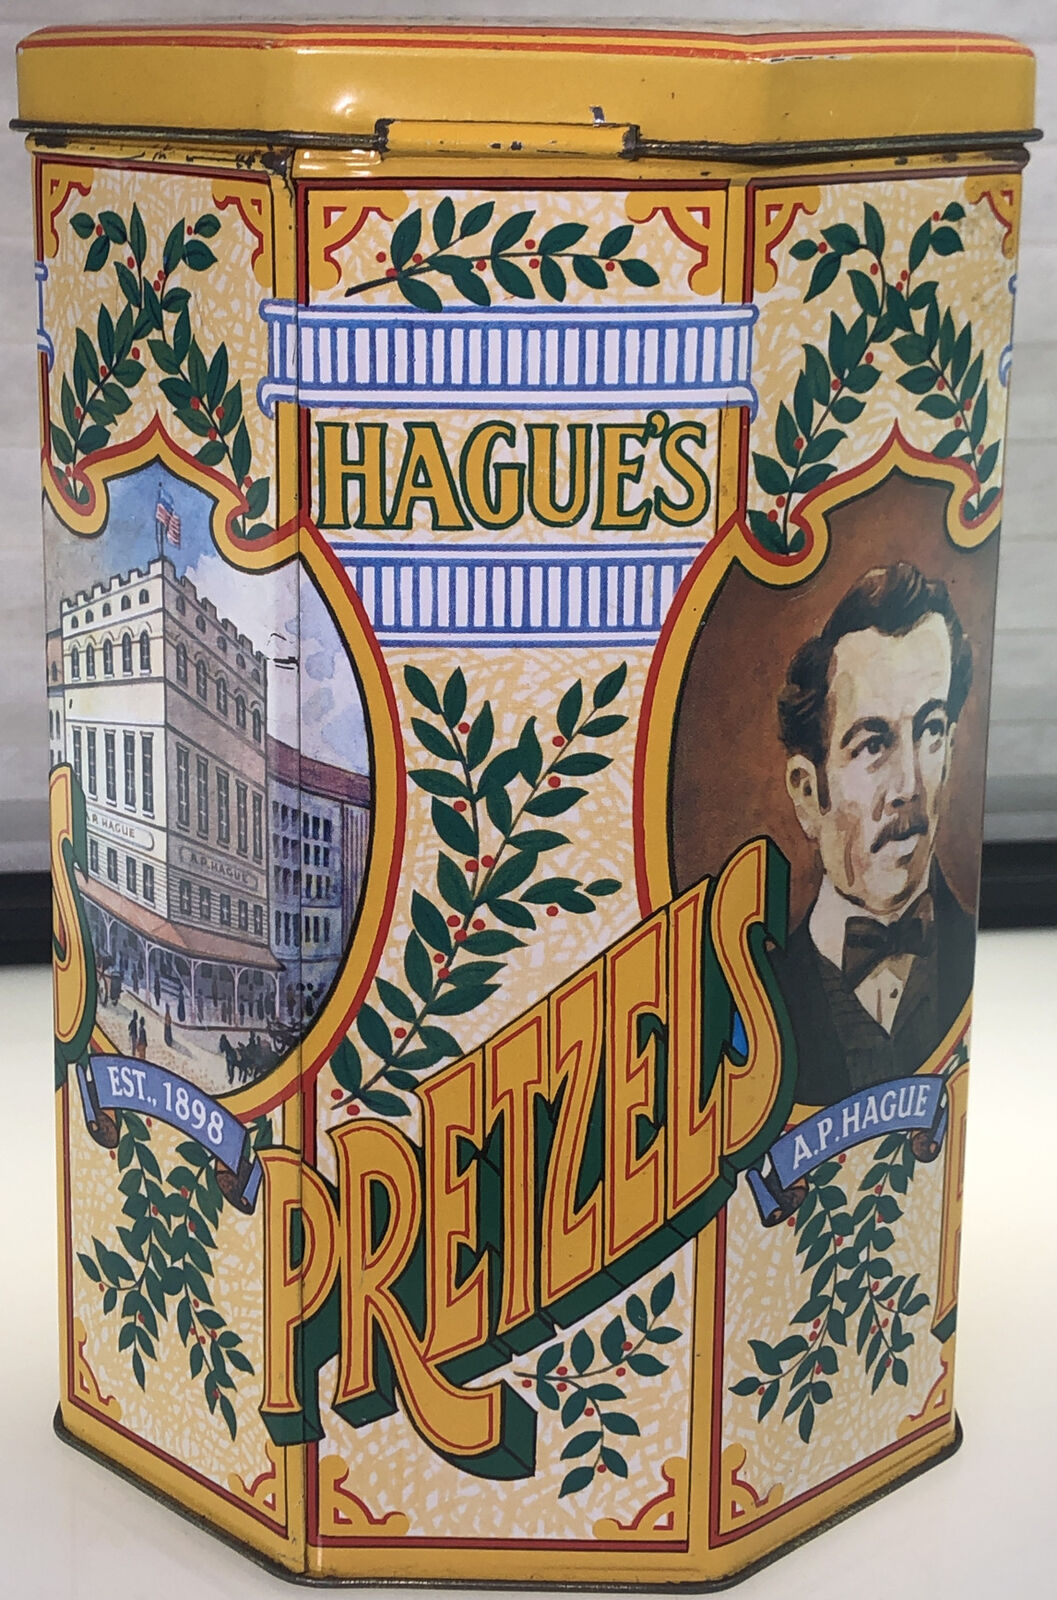 HAGUE'S
A.P. HAGUE
A.P. HAGUE
EST., 1898
PRETZELS
A.P. HAGUE